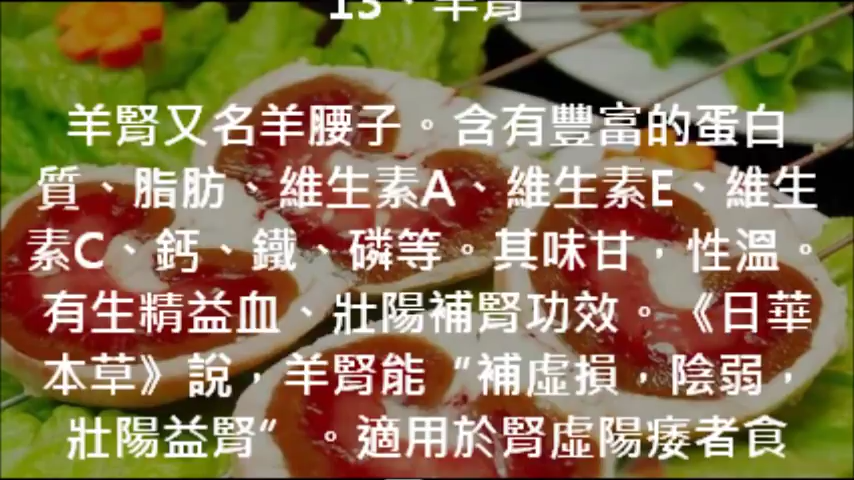 13、羊腎
羊腎又名羊腰子。含有豐富的蛋白
質、脂肪、維生素A、維生素E、維生
素C、鈣、鐵、磷等。其味甘，性溫。
有生精益血、壯陽補腎功效。《日華
本草》說，羊腎能“補虛損，陰弱，
壯陽益腎”。適用於腎虛陽痿者食